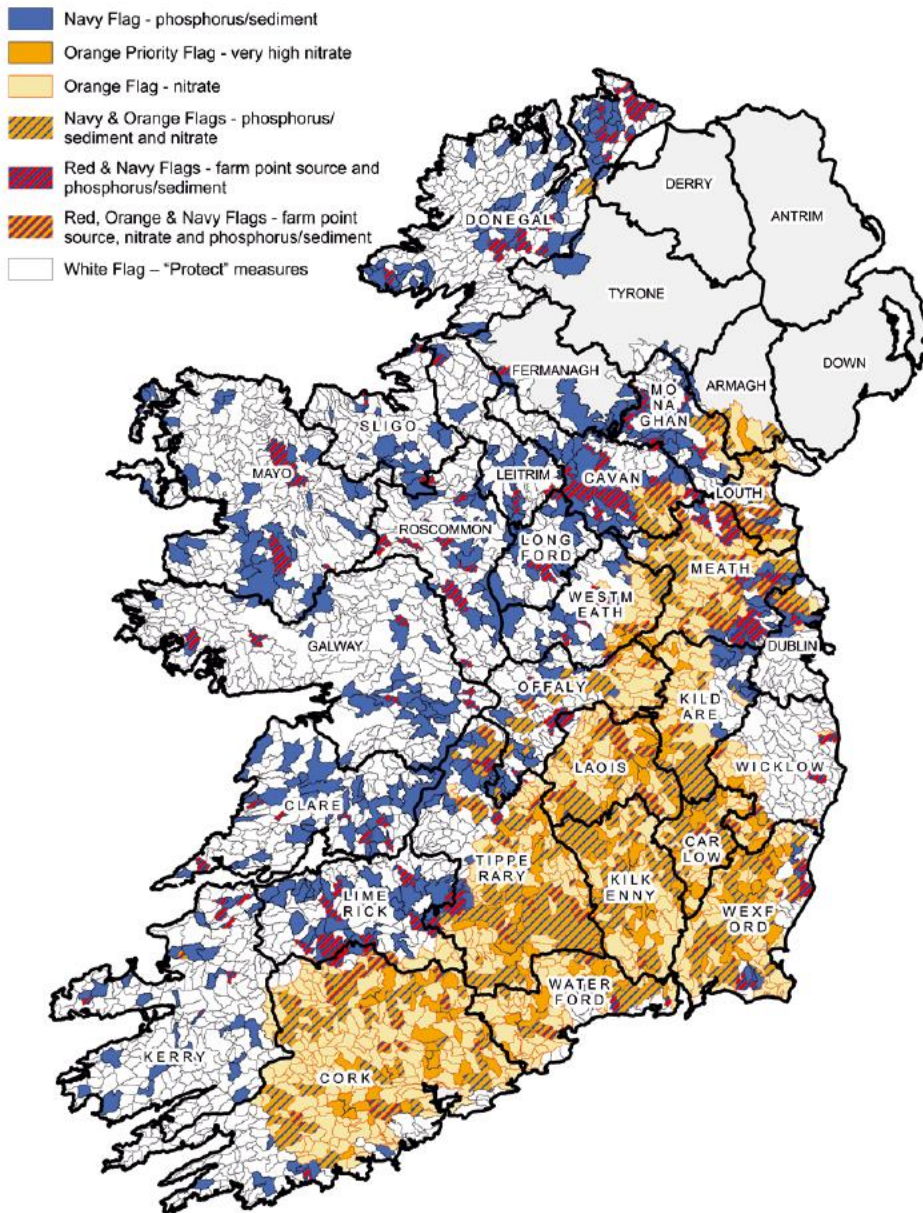 Navy Flag - phosphorus/sediment
Orange Priority Flag - very high nitrate
Orange Flag - nitrate
Navy & Orange Flags - phosphorus/
sediment and nitrate
Red & Navy Flags - farm point source and
phosphorus/sediment
Red, Orange & Navy Flags - farm point
source, nitrate and phosphorus/sediment
White Flag – “Protect” measures
DERRY
ANTRIM
DONEGAL
TYRONE
FERMANAGH
ARMAGH
DOWN
MO
NA
GHAN
SLIGO
LEITRIM
CAVAN
LOUTH
MAYO
ROSCOMMON
LONG
FORD
MEATH
WESTM
EATH
GALWAY
DUBLIN
OFFALY
KILD
ARE
LAOIS
WICKLOW
CLARE
CAR
LOW
TIPPE
RARY
KILK
ENNY
LIME
RICK
WEXF
ORD
WATER
FORD
KERRY
CORK